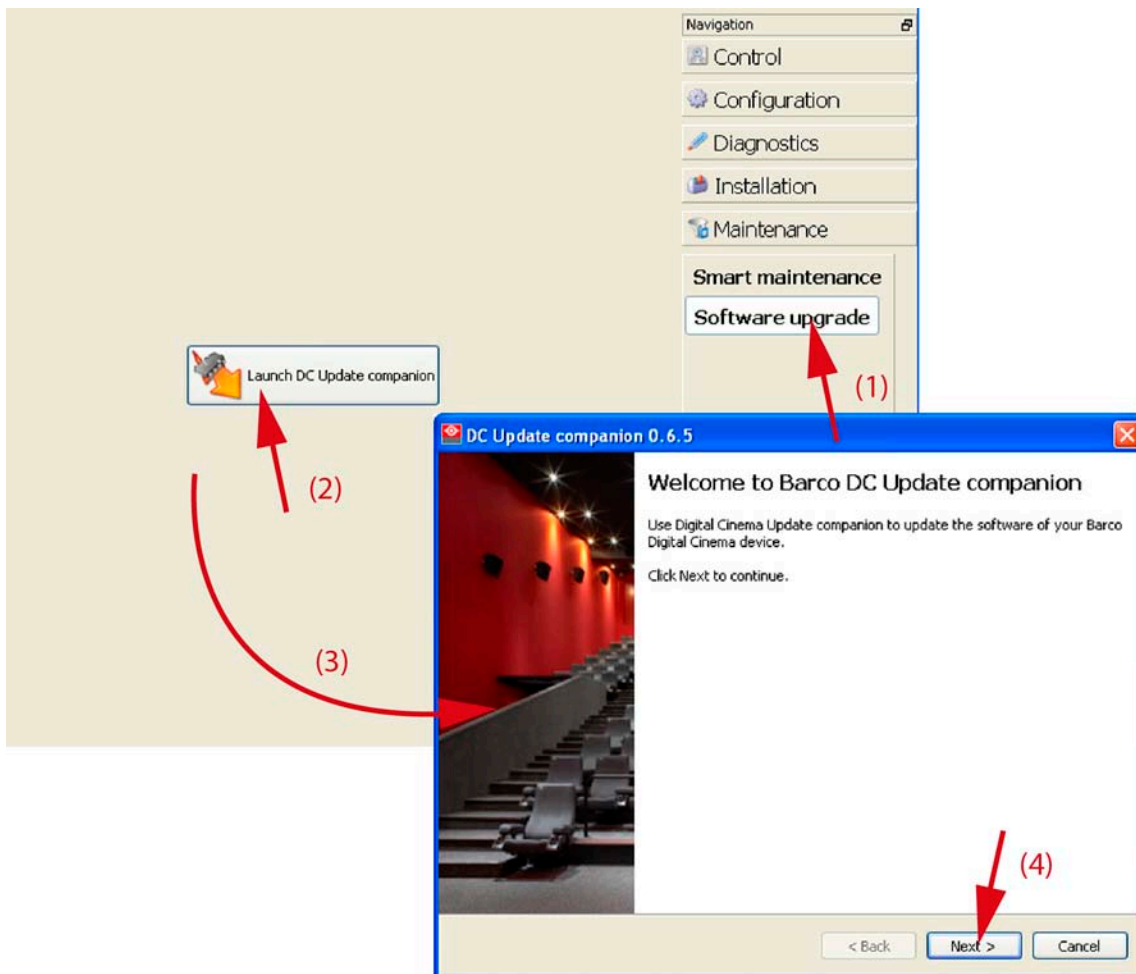 Navigation
Control
Configuration
Diagnostics
Installation
Maintenance
Smart maintenance
Software upgrade
(1)
Launch DC Update companion
(2)
(3)
DC Update companion 0.6.5
Welcome to Barco DC Update companion
Use Digital Cinema Update companion to update the software of your Barco
Digital Cinema device.
Click Next to continue.
(4)
< Back
Next >
Cancel